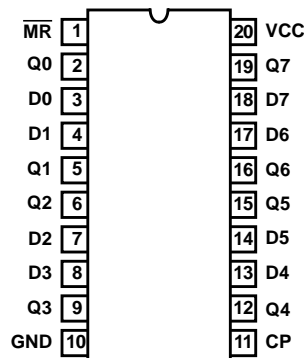 M̅R̅ 1 20 VCC
Q0 2 19 Q7
D0 3 18 D7
D1 4 17 D6
Q1 5 16 Q6
Q2 6 15 Q5
D2 7 14 D5
D3 8 13 D4
Q3 9 12 Q4
GND 10 11 CP